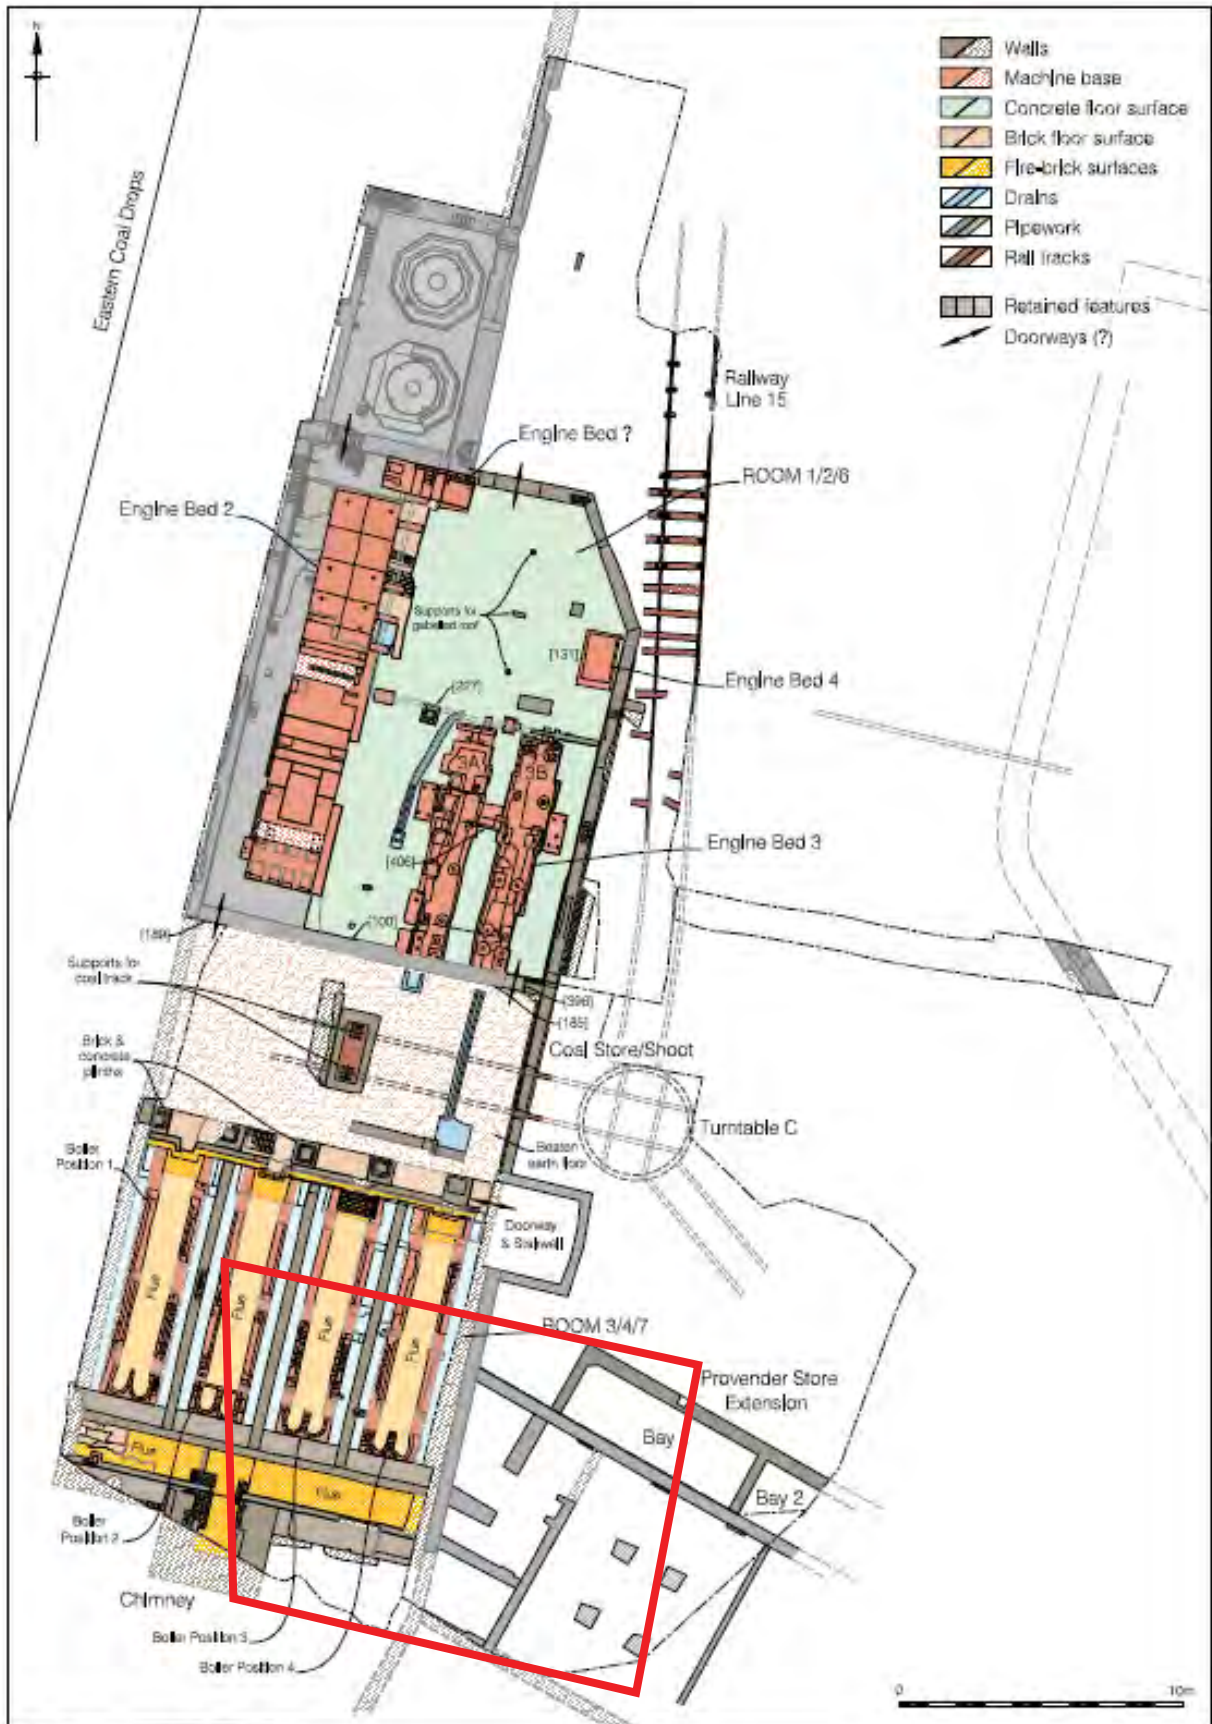 N
Walls
Machine base
Concrete floor surface
Brick floor surface
Fire-brick surfaces
Drains
Pipework
Rail tracks
Retained features
Doorways (?)
Eastern Coal Drops
Railway
Line 15
Engine Bed ?
ROOM 1/2/6
Engine Bed 2
Supports for
gabelled roof
[131]
Engine Bed 4
[277]
3A
3B
Engine Bed 3
[406]
[100]
[189]
Supports for
coal track
[396]
[185]
Coal Store/Shoot
Brick &
concrete
plinths
Turntable C
Beaten
earth floor
Boiler
Position 1
Doorway
& Stairwell
Flue
Flue
Flue
Flue
ROOM 3/4/7
Provender Store
Extension
Bay
Bay 2
Flue
Flue
Boiler
Position 2
Chimney
Boiler Position 3
Boiler Position 4
0
10m